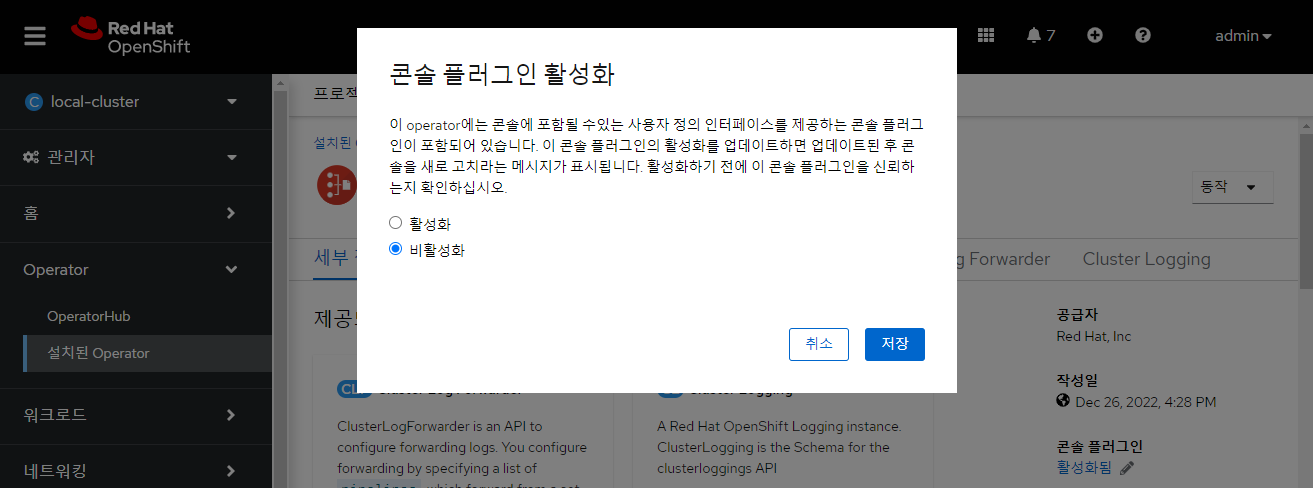 Red Hat
OpenShift
7
admin
local-cluster
관리자
홈
Operator
OperatorHub
설치된 Operator
워크로드
네트워킹
설치된
콘솔 플러그인 활성화
이 operator에는 콘솔에 포함될 수있는 사용자 정의 인터페이스를 제공하는 콘솔 플러그
인이 포함되어 있습니다. 이 콘솔 플러그인의 활성화를 업데이트하면 업데이트된 후 콘
솔을 새로 고치라는 메시지가 표시됩니다. 활성화하기 전에 이 콘솔 플러그인을 신뢰하
는지 확인하십시오.
활성화
비활성화
취소
저장
동작
세부
Forwarder
Cluster Logging
공급자
Red Hat, Inc
작성일
Dec 26, 2022, 4:28 PM
콘솔 플러그인
활성화됨
ClusterLogForwarder is an API to
configure forwarding logs. You configure
forwarding by specifying a list of
A Red Hat OpenShift Logging instance.
ClusterLogging is the Schema for the
clusterloggings API